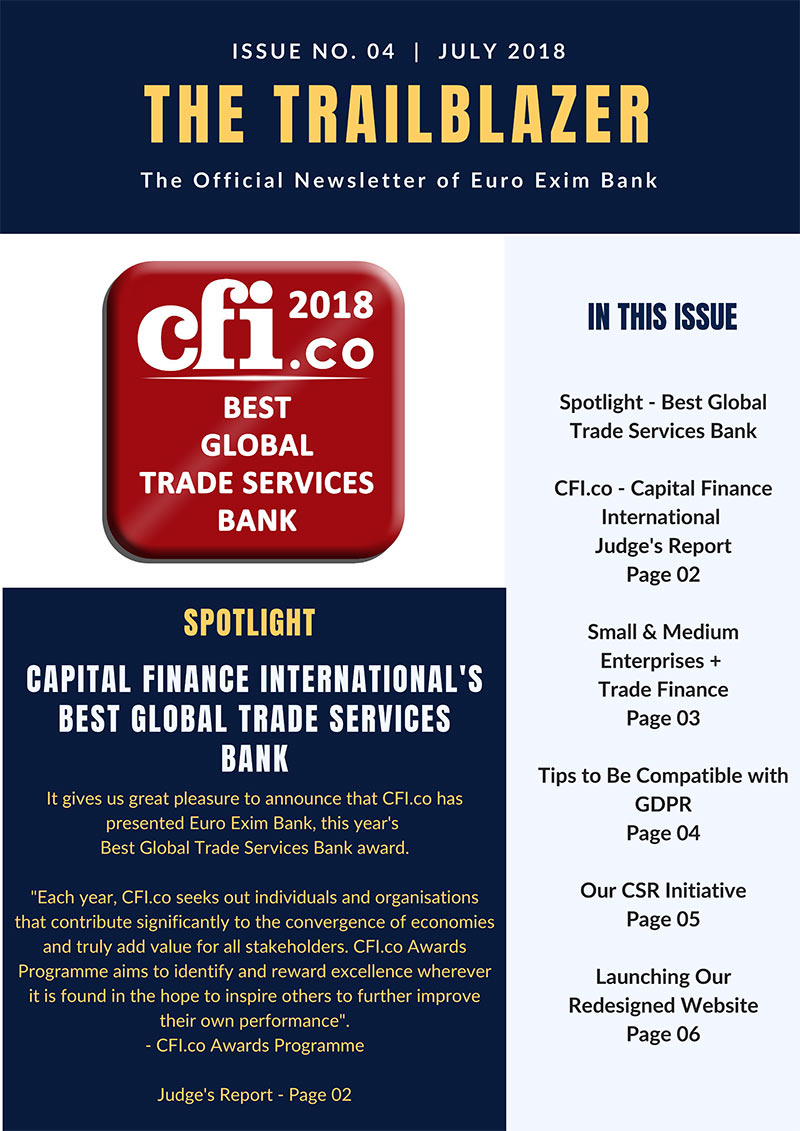 ISSUE NO. 04 | JULY 2018
THE TRAILBLAZER
The Official Newsletter of Euro Exim Bank
cfi.co 2018
BEST
GLOBAL
TRADE SERVICES
BANK
SPOTLIGHT
CAPITAL FINANCE INTERNATIONAL'S
BEST GLOBAL TRADE SERVICES
BANK
It gives us great pleasure to announce that CFI.co has
presented Euro Exim Bank, this year's
Best Global Trade Services Bank award.
"Each year, CFI.co seeks out individuals and organisations
that contribute significantly to the convergence of economies
and truly add value for all stakeholders. CFI.co Awards
Programme aims to identify and reward excellence wherever
it is found in the hope to inspire others to further improve
their own performance".
- CFI.co Awards Programme
Judge's Report - Page 02
IN THIS ISSUE
Spotlight - Best Global
Trade Services Bank
CFI.co - Capital Finance
International
Judge's Report
Page 02
Small & Medium
Enterprises +
Trade Finance
Page 03
Tips to Be Compatible with
GDPR
Page 04
Our CSR Initiative
Page 05
Launching Our
Redesigned Website
Page 06